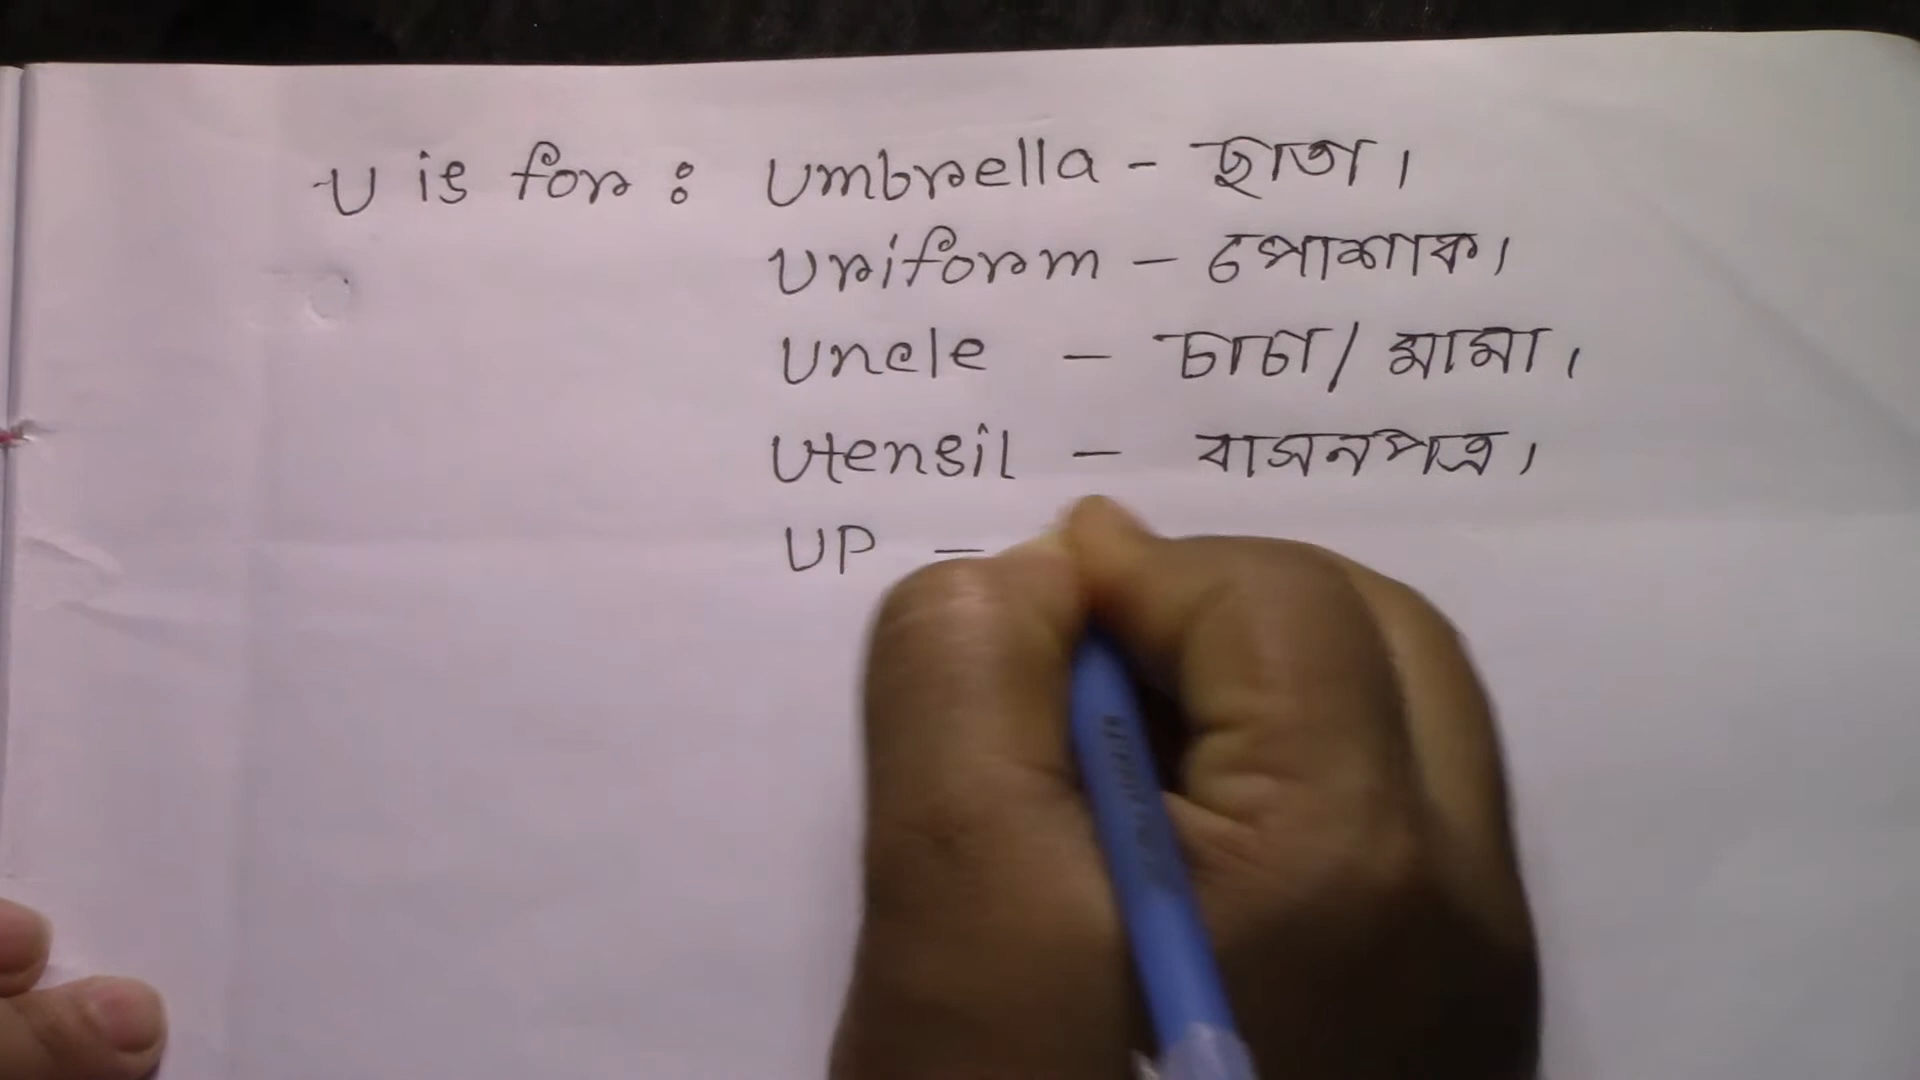 U is for : Umbrella - ছাতা।
Uniform - পোশাক।
Uncle - চাচা/ মামা।
Utensil - বাসনপত্র।
UP -